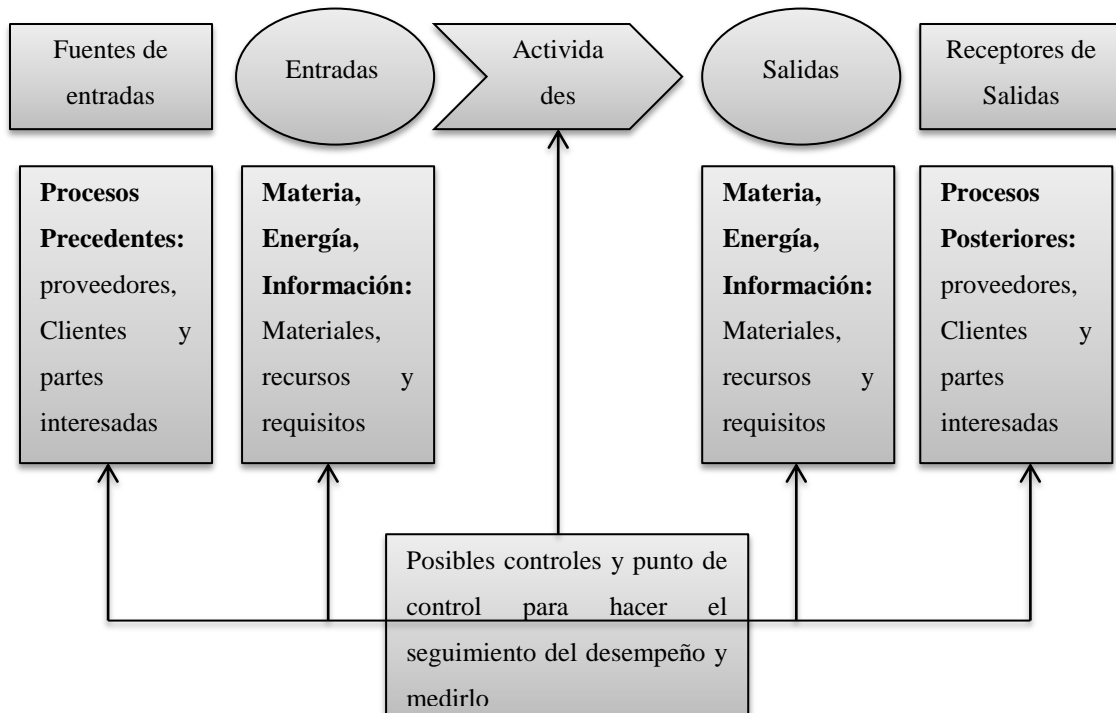 Fuentes de
entradas
Entradas
Activida
des
Salidas
Receptores de
Salidas
Procesos
Precedentes:
proveedores,
Clientes y
partes
interesadas
Materia,
Energía,
Información:
Materiales,
recursos y
requisitos
Materia,
Energía,
Información:
Materiales,
recursos y
requisitos
Procesos
Posteriores:
proveedores,
Clientes y
partes
interesadas
Posibles controles y punto de
control para hacer el
seguimiento del desempeño y
medirlo